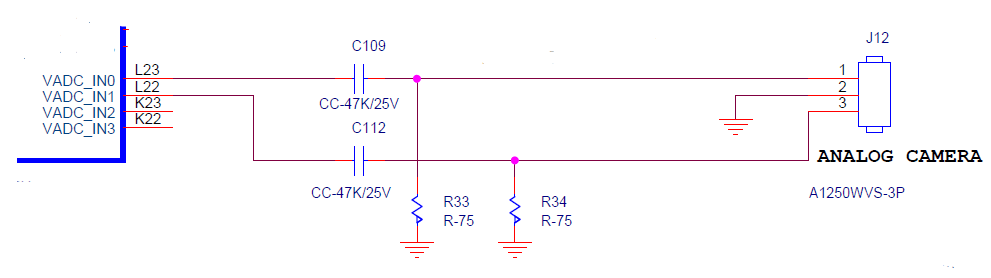 J12
C109
L23
1
VADC_IN0
L22
2
VADC_IN1
K23
CC-47K/25V
3
VADC_IN2
K22
C112
VADC_IN3
ANALOG CAMERA
CC-47K/25V
A1250WVS-3P
R33
R34
R-75
R-75